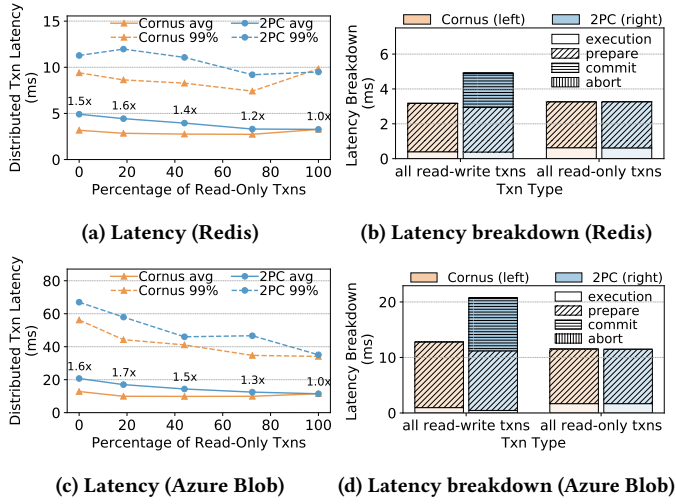 Cornus avg 2PC avg
Cornus 99% 2PC 99%
15
10
5
0
1.5x 1.6x 1.4x 1.2x 1.0x
0 20 40 60 80 100
Percentage of Read-Only Txns
Distributed Txn Latency
(ms)
(a) Latency (Redis)
Cornus (left) 2PC (right)
execution
prepare
commit
abort
6
4
2
0
all read-write txns all read-only txns
Txn Type
Latency Breakdown
(ms)
(b) Latency breakdown (Redis)
Cornus avg 2PC avg
Cornus 99% 2PC 99%
80
60
40
20
0
1.6x 1.7x 1.5x 1.3x 1.0x
0 20 40 60 80 100
Percentage of Read-Only Txns
Distributed Txn Latency
(ms)
(c) Latency (Azure Blob)
Cornus (left) 2PC (right)
execution
prepare
commit
abort
20
10
0
all read-write txns all read-only txns
Txn Type
Latency Breakdown
(ms)
(d) Latency breakdown (Azure Blob)